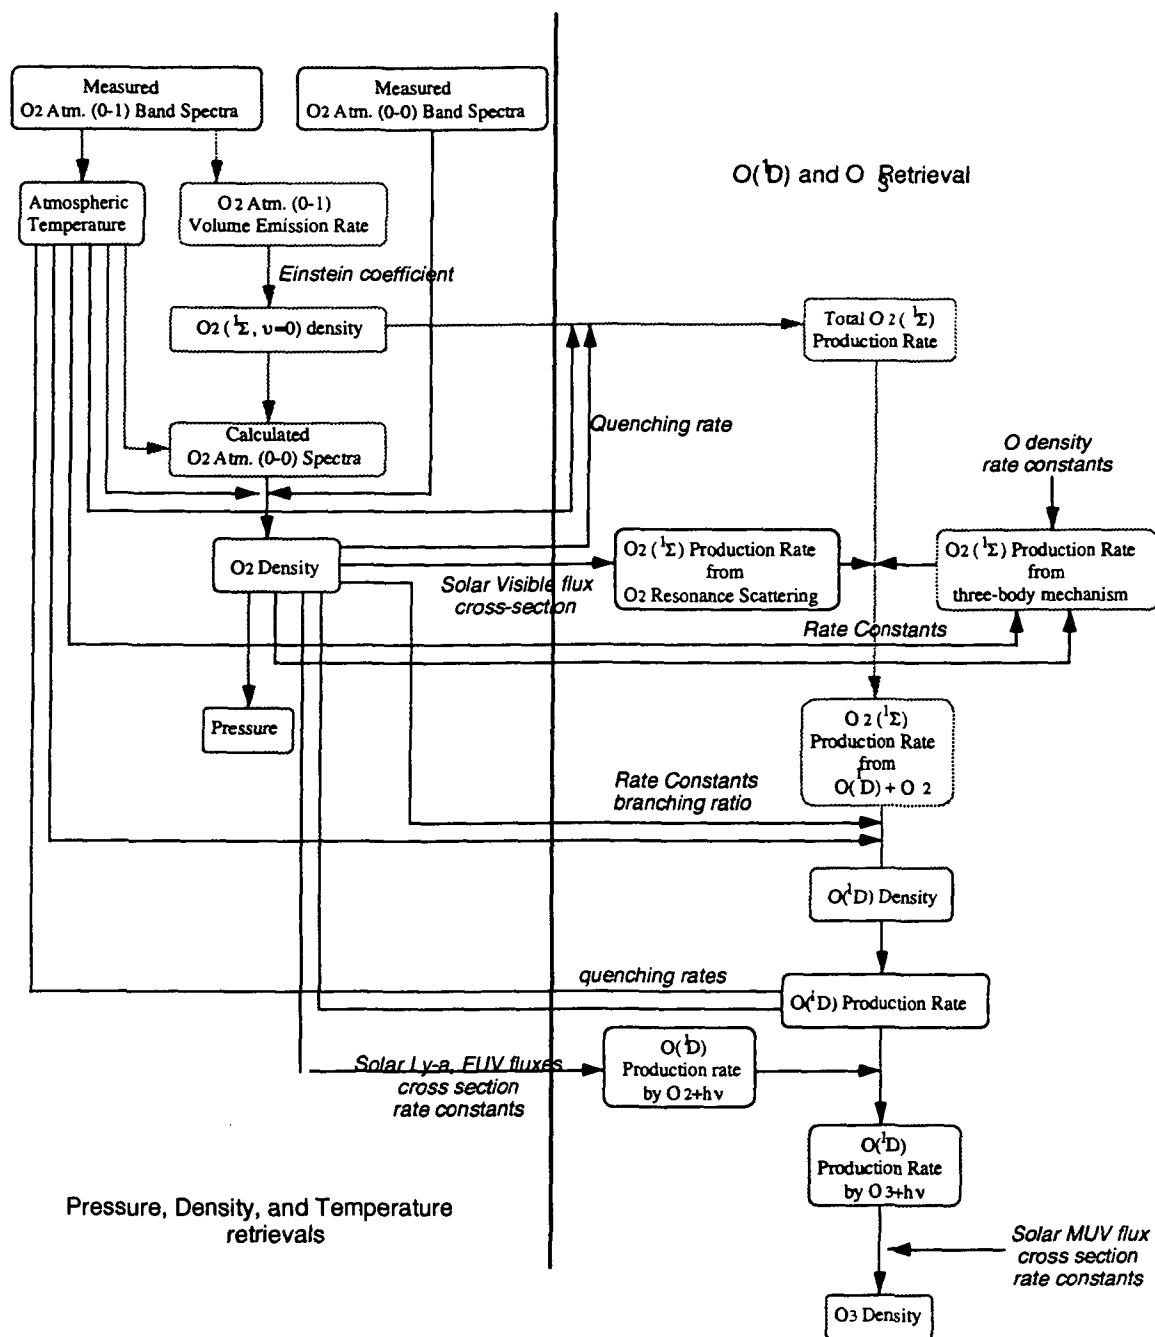 Measured
O2 Atm. (0-1) Band Spectra
Measured
O2 Atm. (0-0) Band Spectra
O(¹D) and O3 Retrieval
Atmospheric
Temperature
O2 Atm. (0-1)
Volume Emission Rate
Einstein coefficient
O2 (¹Σ, υ=0) density
Total O2 (¹Σ)
Production Rate
Quenching rate
Calculated
O2 Atm. (0-0) Spectra
O density
rate constants
O2 Density
Solar Visible flux
cross-section
O2 (¹Σ) Production Rate
from
O2 Resonance Scattering
O2 (¹Σ) Production Rate
from
three-body mechanism
Rate Constants
Pressure
O2 (¹Σ)
Production Rate
from
O(¹D) + O2
Rate Constants
branching ratio
O(¹D) Density
quenching rates
O(¹D) Production Rate
Solar Ly-a, EUV fluxes
cross section
rate constants
O(¹D)
Production rate
by O2+hν
O(¹D)
Production Rate
by O3+hν
Pressure, Density, and Temperature
retrievals
Solar MUV flux
cross section
rate constants
O3 Density